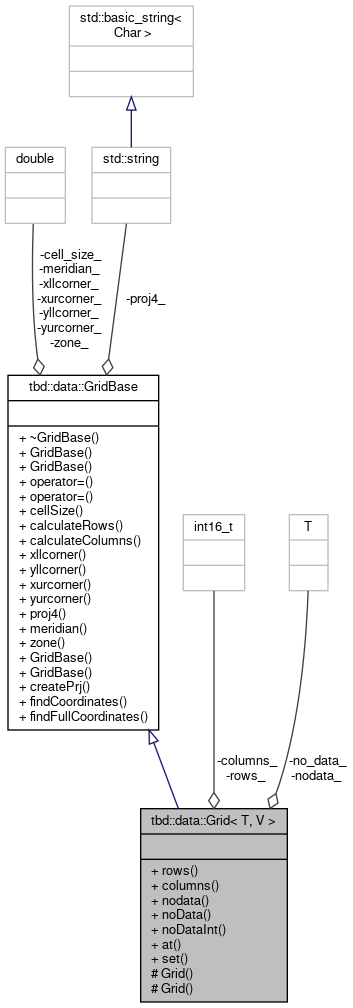 std::basic_string<
Char >
double
std::string
-cell_size_
-meridian_
-xllcorner_
-xurcorner_
-yllcorner_
-yurcorner_
-zone_
-proj4_
tbd::data::GridBase
+ ~GridBase()
+ GridBase()
+ GridBase()
+ operator=()
+ operator=()
+ cellSize()
+ calculateRows()
+ calculateColumns()
+ xllcorner()
+ yllcorner()
+ xurcorner()
+ yurcorner()
+ proj4()
+ meridian()
+ zone()
+ GridBase()
+ GridBase()
+ createPrj()
+ findCoordinates()
+ findFullCoordinates()
int16_t
T
-columns_
-rows_
-no_data_
-nodata_
tbd::data::Grid< T, V >
+ rows()
+ columns()
+ nodata()
+ noData()
+ noDataInt()
+ at()
+ set()
# Grid()
# Grid()